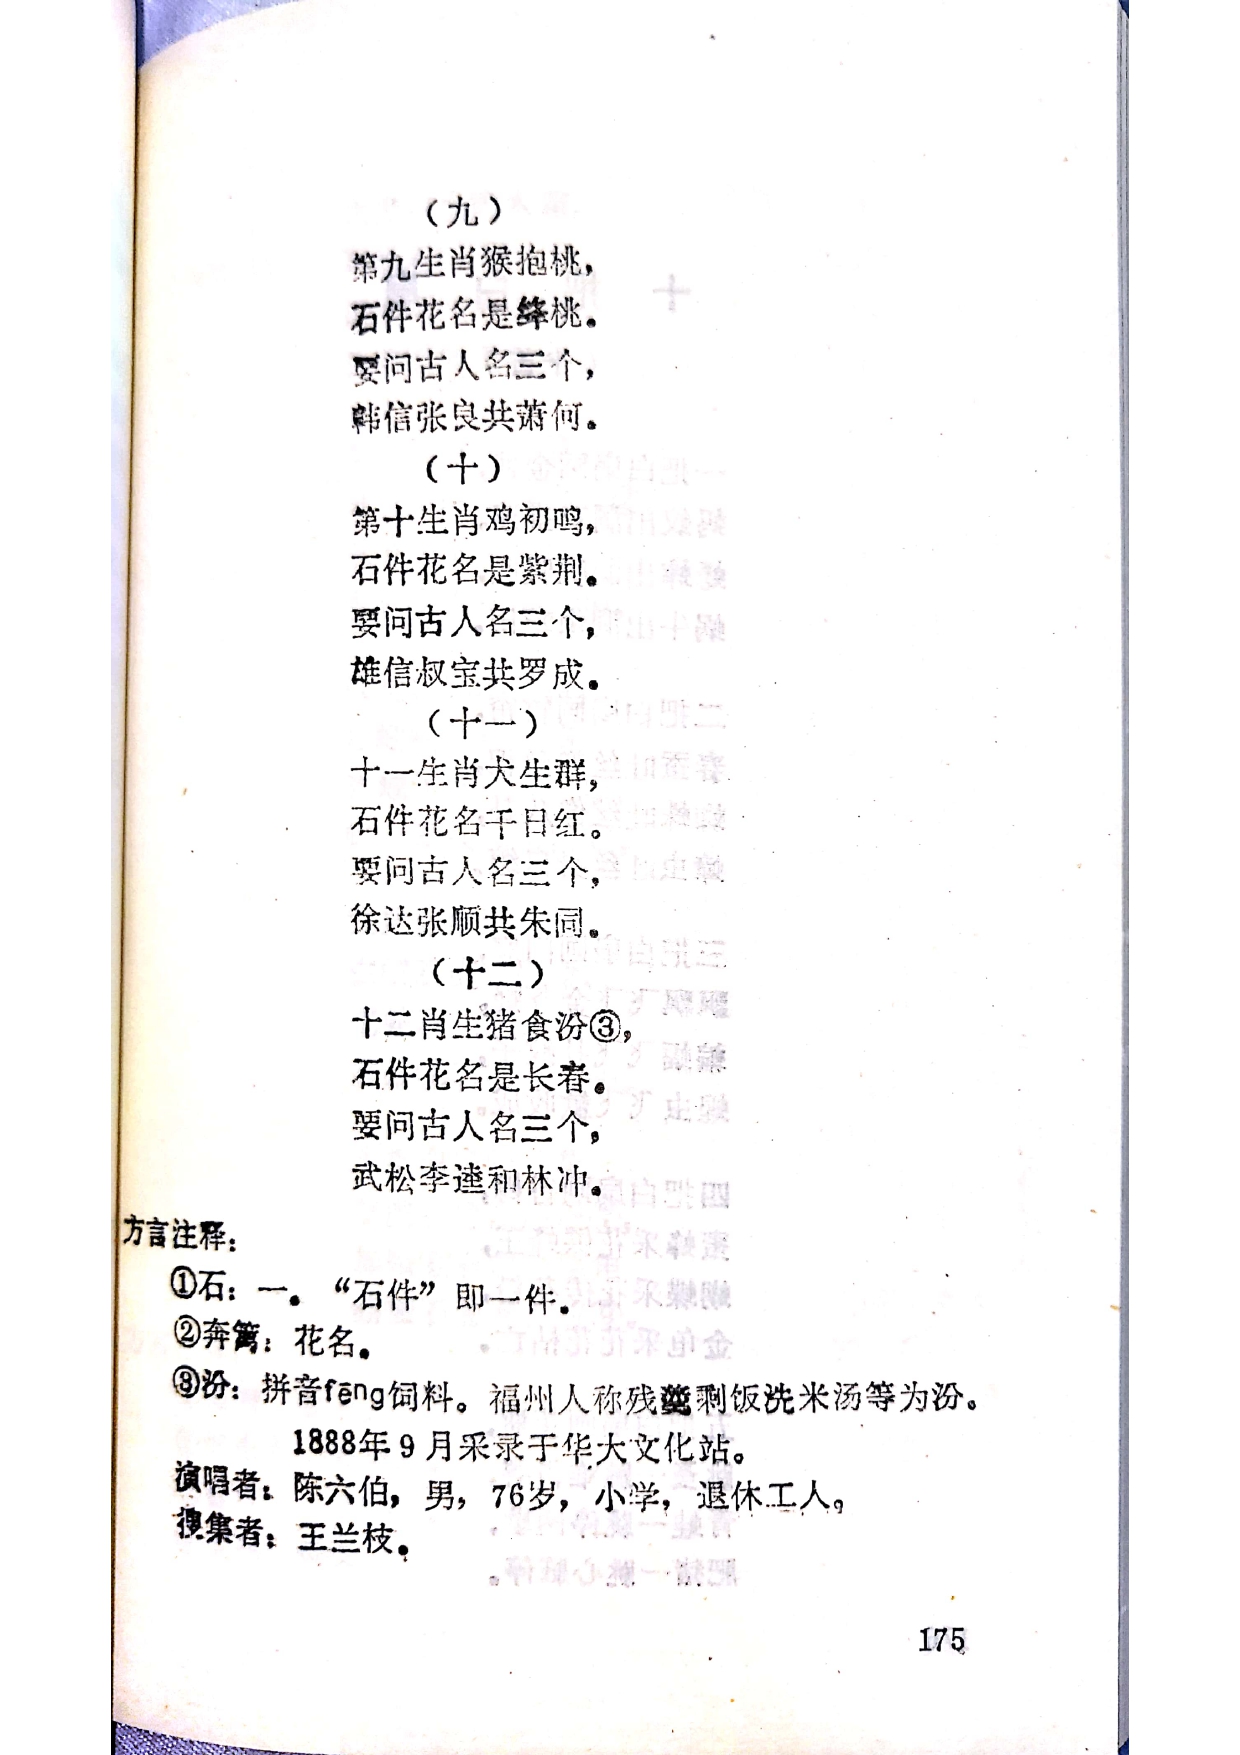 （九）
第九生肖猴抱桃，
石件花名是绛桃。
要问古人名三个，
韩信张良共萧何。
（十）
第十生肖鸡初鸣，
石件花名是紫荆。
要问古人名三个，
雄信叔宝共罗成。
（十一）
十一生肖犬生群，
石件花名千日红。
要问古人名三个，
徐达张顺共朱同。
（十二）
十二肖生猪食汾③，
石件花名是长春。
要问古人名三个，
武松李逵和林冲。
方言注释：
①石：一。“石件”即一件。
②奔篱：花名。
③汾：拼音fēng饲料。福州人称残羹剩饭洗米汤等为汾。
1888年9月采录于华大文化站。
演唱者：陈六伯，男，76岁，小学，退休工人。
搜集者：王兰枝。
175